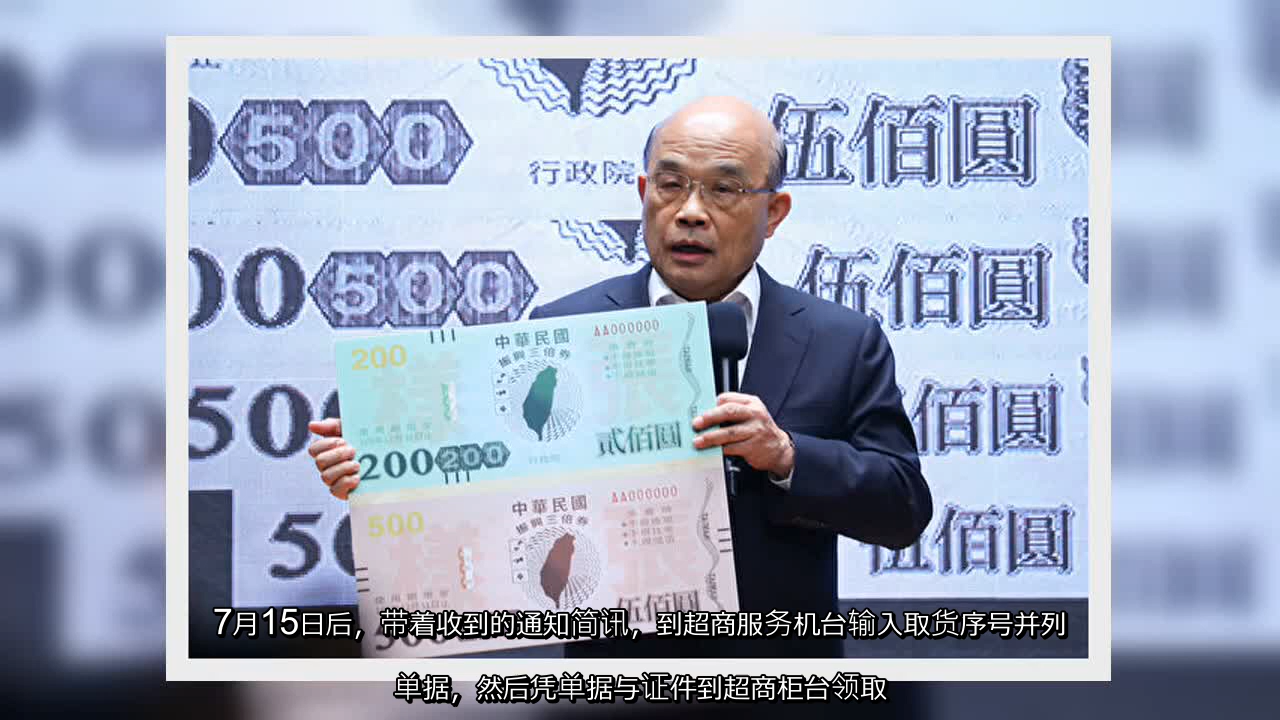 500
伍佰圓
行政院
00
500
伍佰圓
中華民國
AA000000
200
振興三倍券
500
伍佰圓
貳佰圓
200
200
行政院
中華民國
AA000000
500
振興三倍券
50
伍佰圓
伍佰圓
500
7月15日后，带着收到的通知简讯，到超商服务机台输入取货序号并列
单据，然后凭单据与证件到超商柜台领取